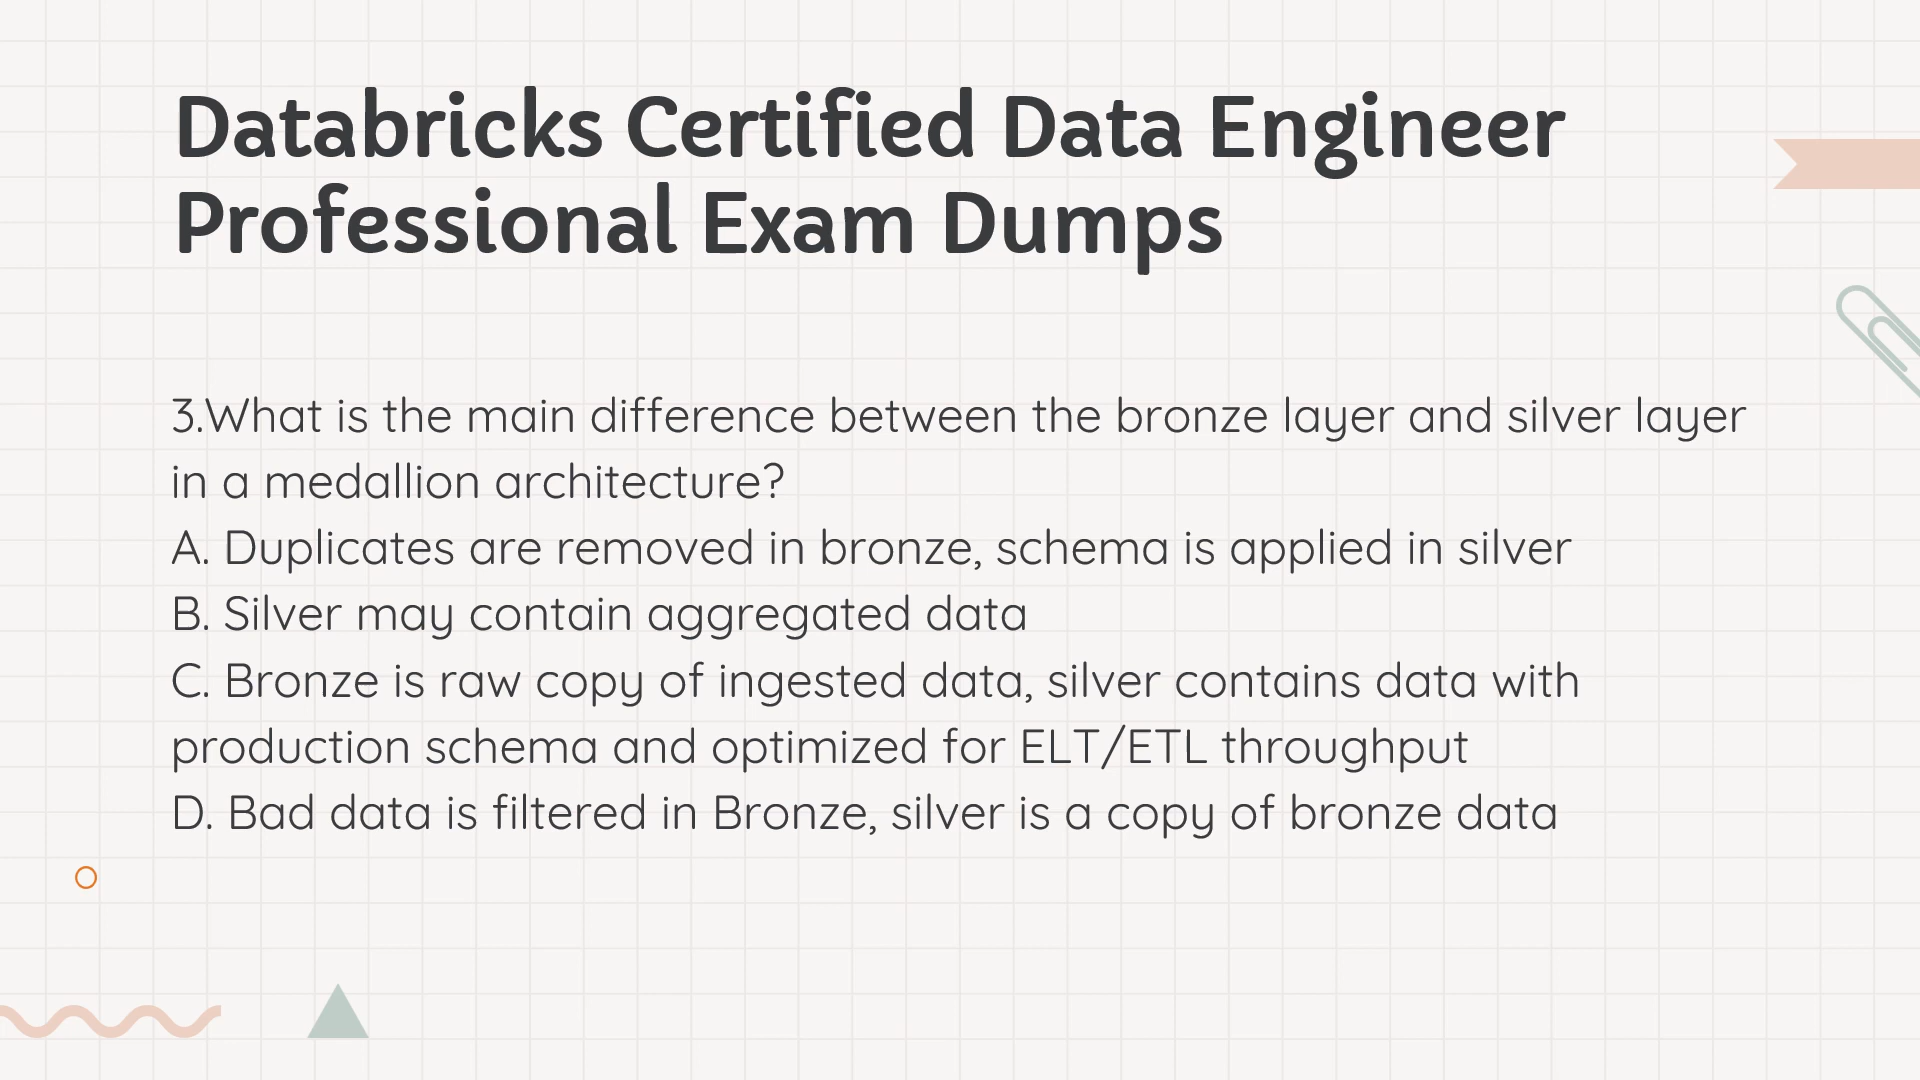 Databricks Certified Data Engineer
Professional Exam Dumps
3.What is the main difference between the bronze layer and silver layer
in a medallion architecture?
A. Duplicates are removed in bronze, schema is applied in silver
B. Silver may contain aggregated data
C. Bronze is raw copy of ingested data, silver contains data with
production schema and optimized for ELT/ETL throughput
D. Bad data is filtered in Bronze, silver is a copy of bronze data